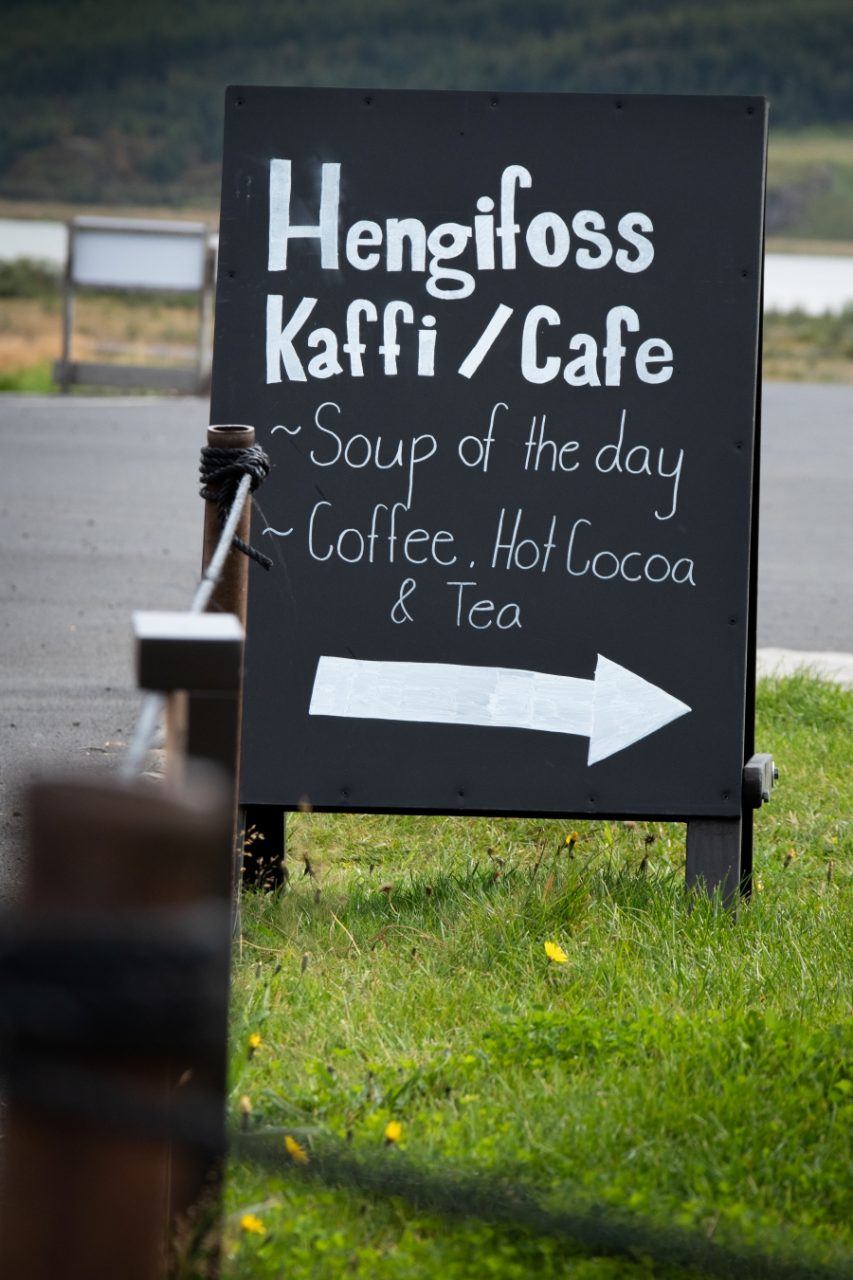 Hengifoss
Kaffi / Cafe
~ Soup of the day
~ Coffee, Hot Cocoa
& Tea